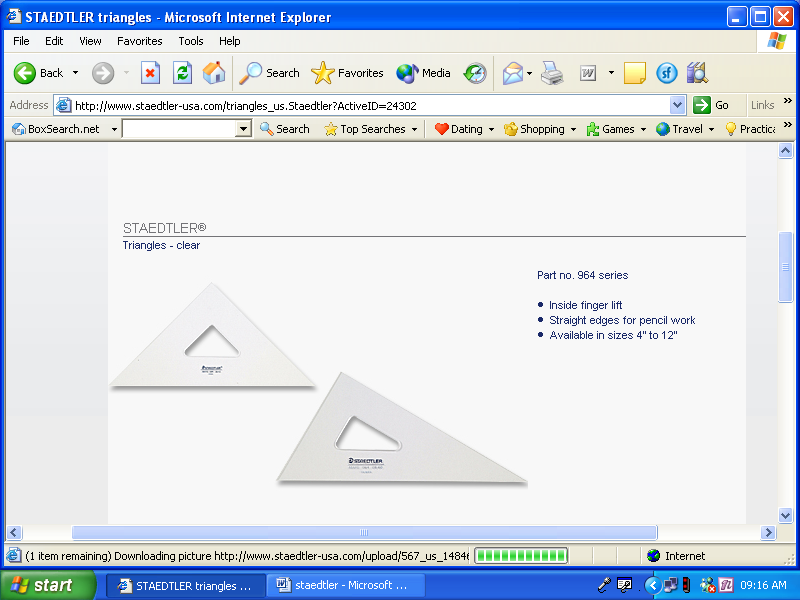 STAEDTLER triangles - Microsoft Internet Explorer
File Edit View Favorites Tools Help
Back Search Favorites Media
Address http://www.staedtler-usa.com/triangles_us.Staedtler?ActiveID=24302 Go Links »
BoxSearch.net Search Top Searches Dating Shopping Games Travel Practica »
STAEDTLER®
Triangles - clear
Part no. 964 series
• Inside finger lift
• Straight edges for pencil work
• Available in sizes 4" to 12"
STAEDTLER
(1 item remaining) Downloading picture http://www.staedtler-usa.com/upload/567_us_1484 Internet
start STAEDTLER triangles ... staedtler - Microsoft ... 09:16 AM